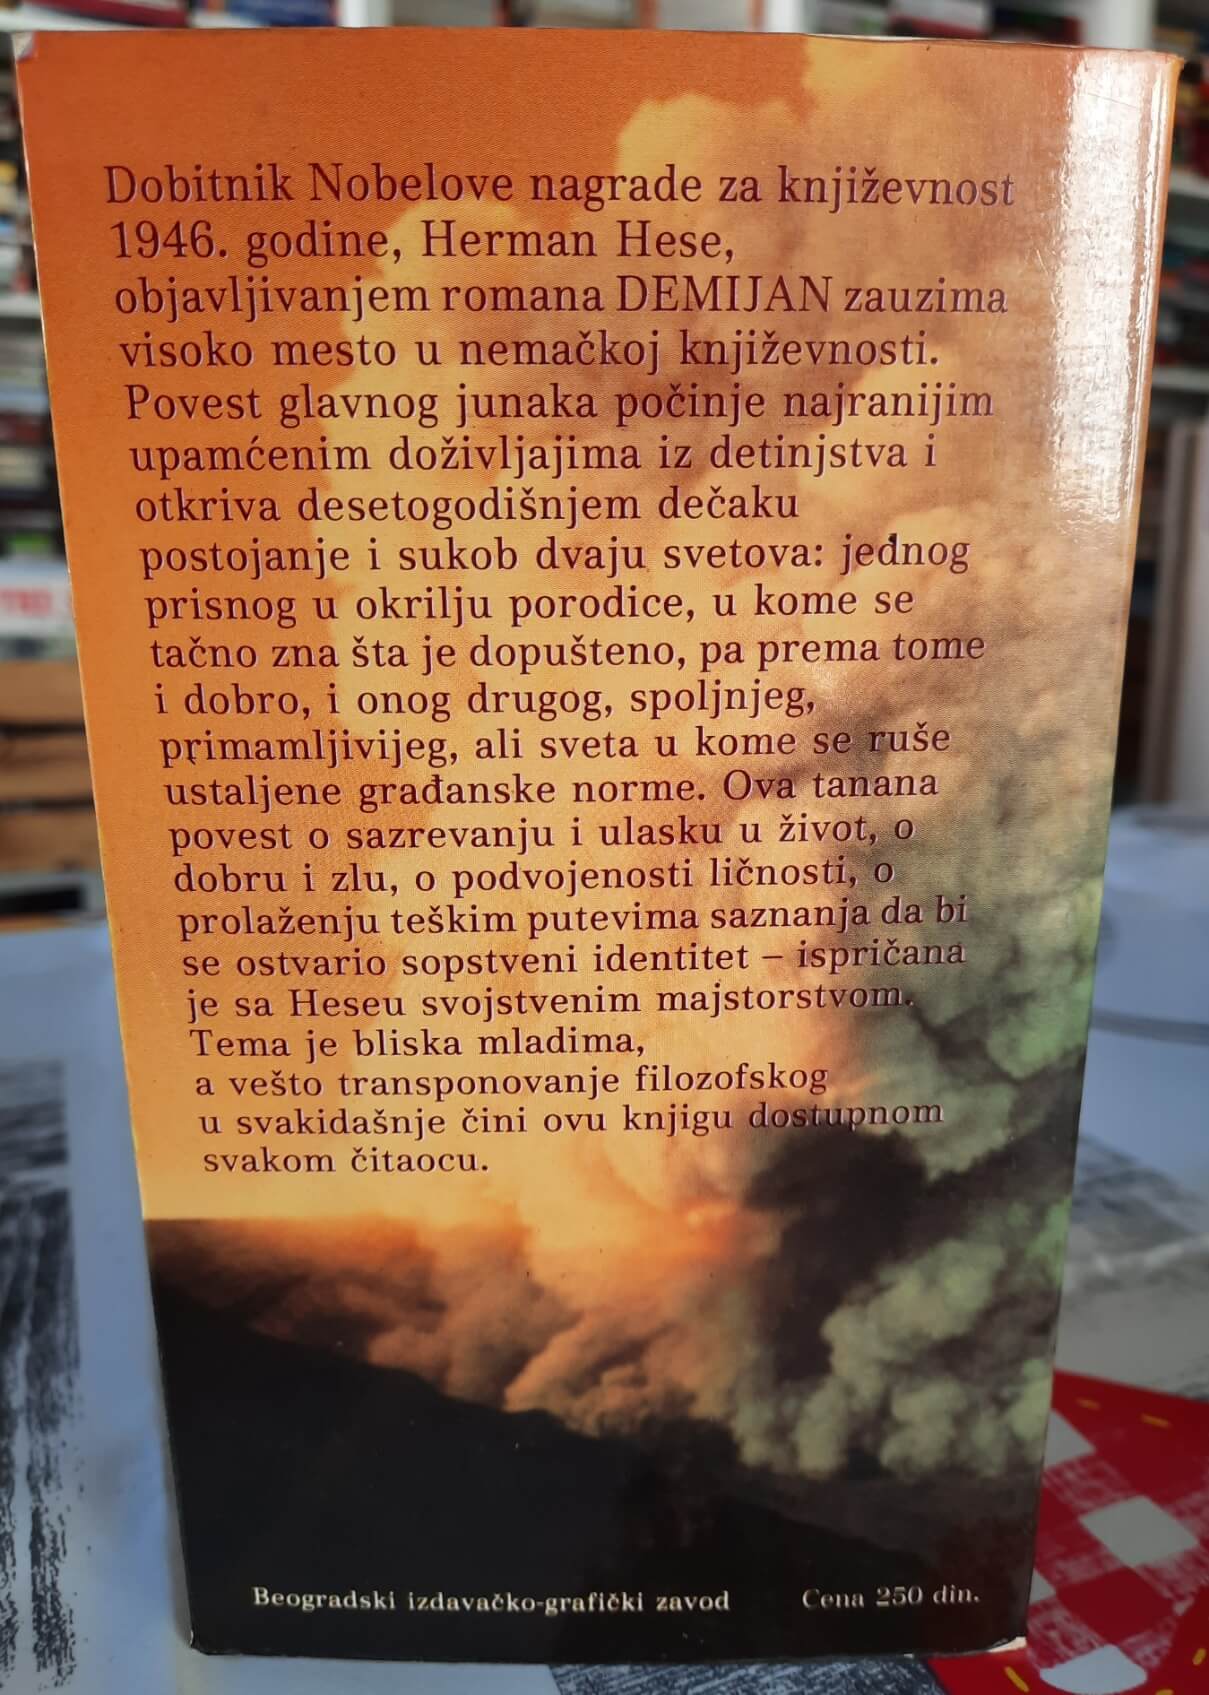 Dobitnik Nobelove nagrade za književnost
1946. godine, Herman Hese,
objavljivanjem romana DEMIJAN zauzima
visoko mesto u nemačkoj književnosti.
Povest glavnog junaka počinje najranijim
upamćenim doživljajima iz detinjstva i
otkriva desetogodišnjem dečaku
postojanje i sukob dvaju svetova: jednog
prisnog u okrilju porodice, u kome se
tačno zna šta je dopušteno, pa prema tome
i dobro, i onog drugog, spoljnjeg,
primamljivijeg, ali sveta u kome se ruše
ustaljene građanske norme. Ova tanana
povest o sazrevanju i ulasku u život, o
dobru i zlu, o podvojenosti ličnosti, o
prolaženju teškim putevima saznanja da bi
se ostvario sopstveni identitet – ispričana
je sa Heseu svojstvenim majstorstvom.
Tema je bliska mladima,
a vešto transponovanje filozofskog
u svakidašnje čini ovu knjigu dostupnom
svakom čitaocu.
Beogradski izdavačko-grafički zavod Cena 250 din.